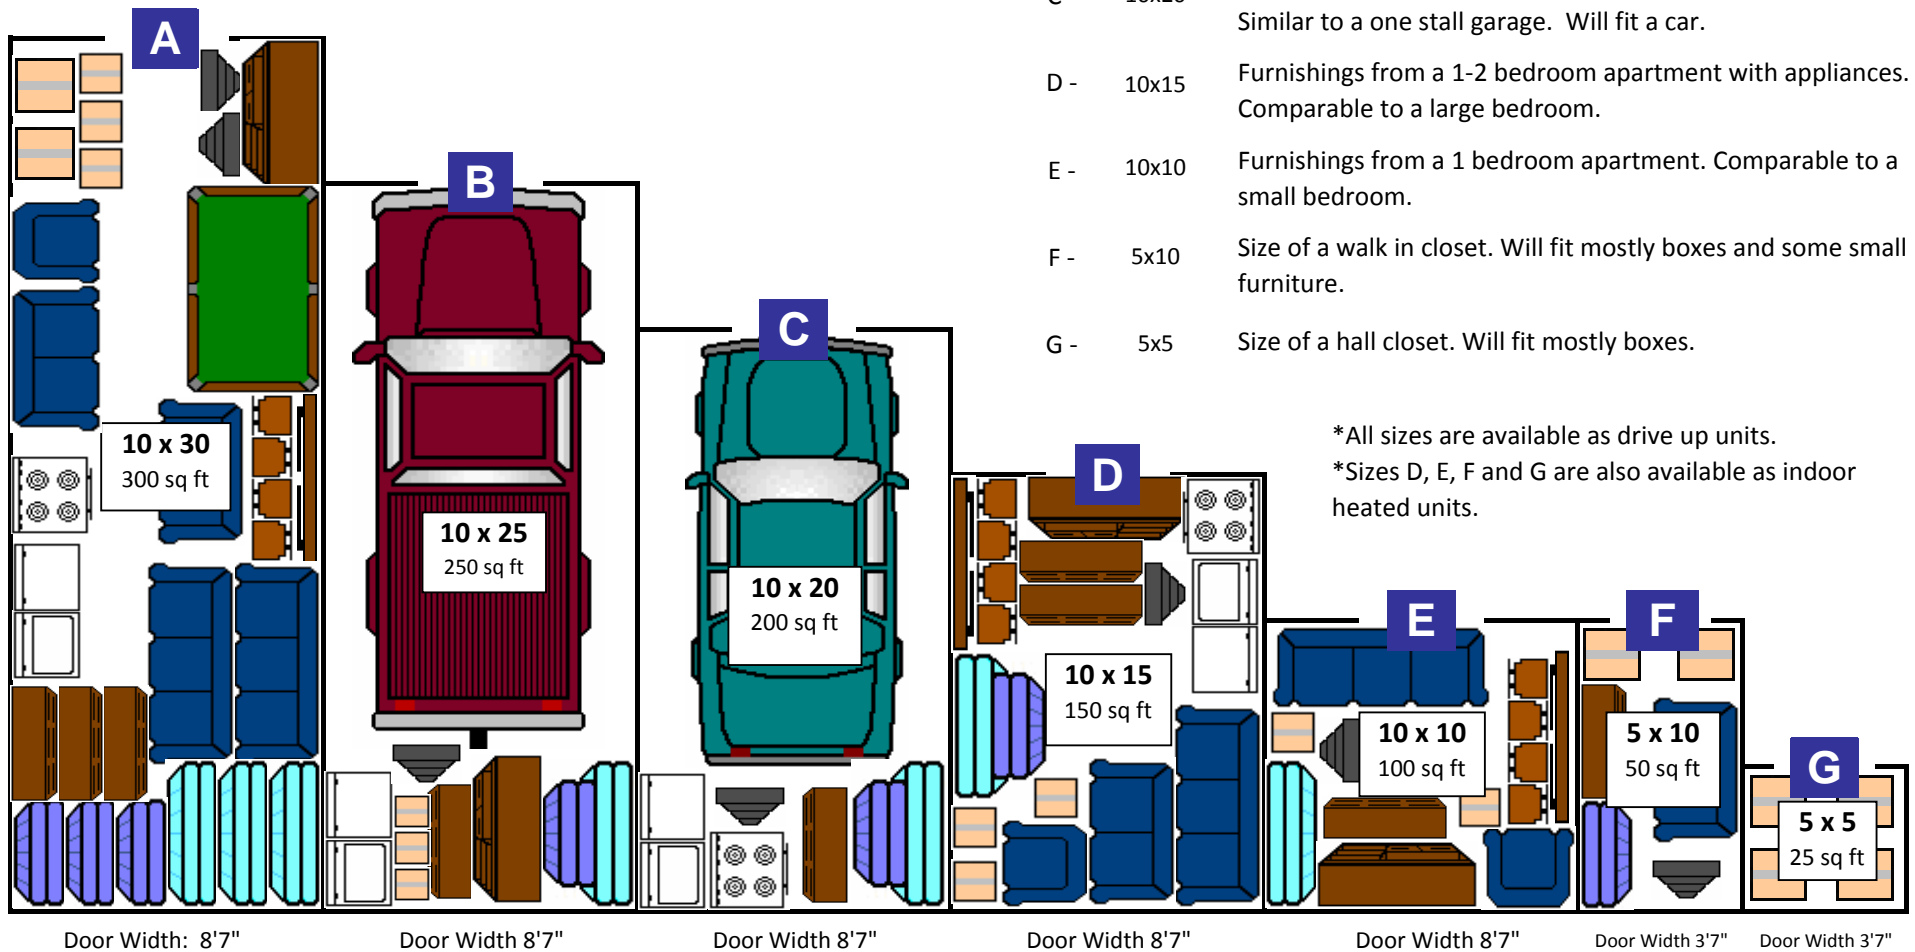 Similar to a one stall garage.  Will fit a car.
D - 10x15 Furnishings from a 1-2 bedroom apartment with appliances.
Comparable to a large bedroom.
E - 10x10 Furnishings from a 1 bedroom apartment. Comparable to a
small bedroom.
F - 5x10 Size of a walk in closet. Will fit mostly boxes and some small
furniture.
G - 5x5 Size of a hall closet. Will fit mostly boxes.
*All sizes are available as drive up units.
*Sizes D, E, F and G are also available as indoor
heated units.
A
10 x 30
300 sq ft
Door Width:  8'7"
B
10 x 25
250 sq ft
Door Width 8'7"
C
10 x 20
200 sq ft
Door Width 8'7"
D
10 x 15
150 sq ft
Door Width 8'7"
E
10 x 10
100 sq ft
Door Width 8'7"
F
5 x 10
50 sq ft
Door Width 3'7"
G
5 x 5
25 sq ft
Door Width 3'7"